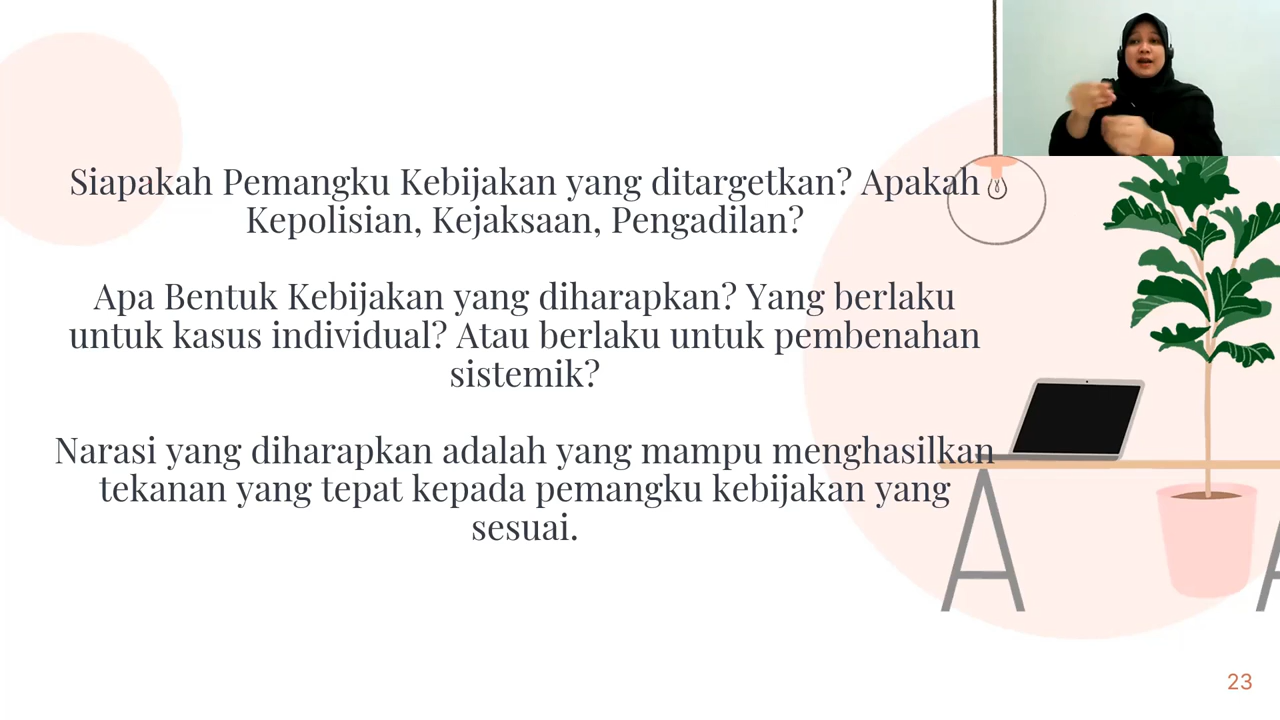 Siapakah Pemangku Kebijakan yang ditargetkan? Apakah
Kepolisian, Kejaksaan, Pengadilan?
Apa Bentuk Kebijakan yang diharapkan? Yang berlaku
untuk kasus individual? Atau berlaku untuk pembenahan
sistemik?
Narasi yang diharapkan adalah yang mampu menghasilkan
tekanan yang tepat kepada pemangku kebijakan yang
sesuai.
23